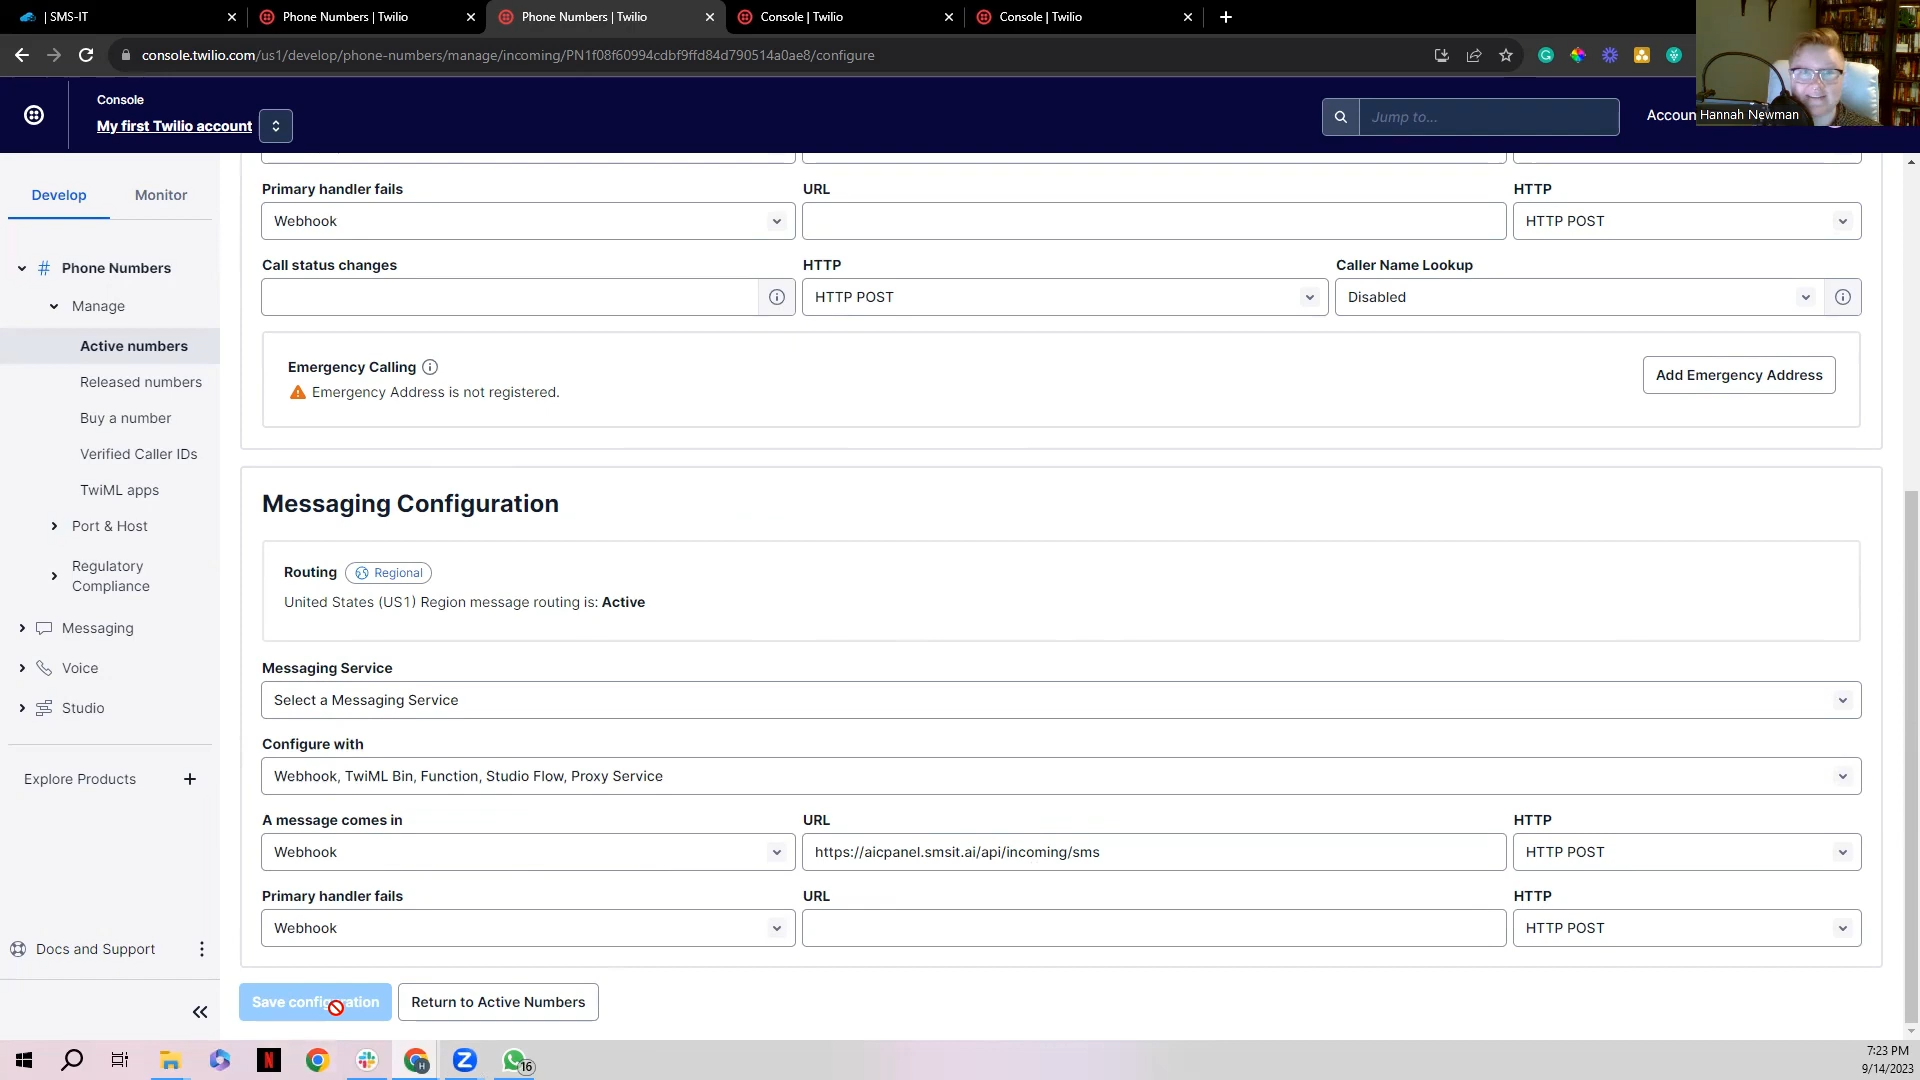 | SMS-IT
Phone Numbers | Twilio
Phone Numbers | Twilio
Console | Twilio
Console | Twilio
console.twilio.com/us1/develop/phone-numbers/manage/incoming/PN1f08f60994cdbf9ffd84d790514a0ae8/configure
Console
My first Twilio account
Jump to...
Hannah Newman
Develop
Monitor
Phone Numbers
Manage
Active numbers
Released numbers
Buy a number
Verified Caller IDs
TwiML apps
Port & Host
Regulatory
Compliance
Messaging
Voice
Studio
Explore Products
Docs and Support
Primary handler fails
URL
HTTP
Webhook
HTTP POST
Call status changes
HTTP
Caller Name Lookup
HTTP POST
Disabled
Emergency Calling
Emergency Address is not registered.
Add Emergency Address
Messaging Configuration
Routing
Regional
United States (US1) Region message routing is: Active
Messaging Service
Select a Messaging Service
Configure with
Webhook, TwiML Bin, Function, Studio Flow, Proxy Service
A message comes in
URL
HTTP
Webhook
https://aicpanel.smsit.ai/api/incoming/sms
HTTP POST
Primary handler fails
URL
HTTP
Webhook
HTTP POST
Save configuration
Return to Active Numbers
16
7:23 PM
9/14/2023